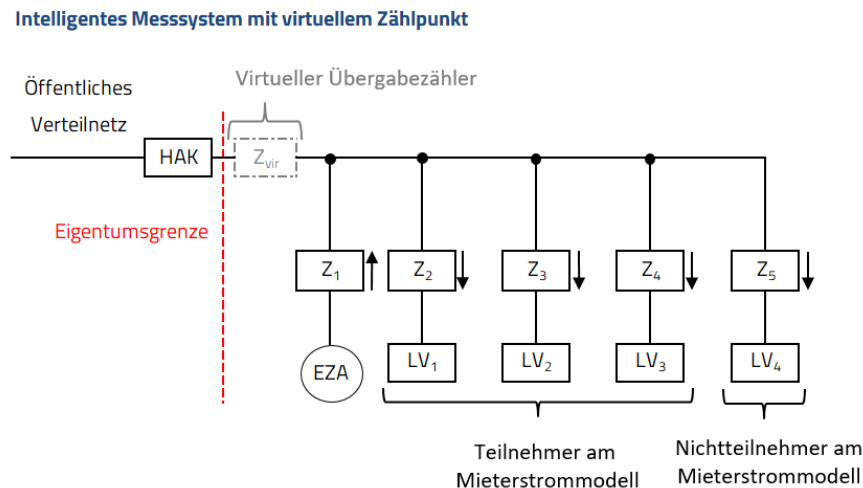 Intelligentes Messsystem mit virtuellem Zählpunkt
Virtueller Übergabezähler
Öffentliches
Verteilnetz
HAK
Zvir
Eigentumsgrenze
Z1
Z2
Z3
Z4
Z5
EZA
LV1
LV2
LV3
LV4
Teilnehmer am
Mieterstrommodell
Nichtteilnehmer am
Mieterstrommodell